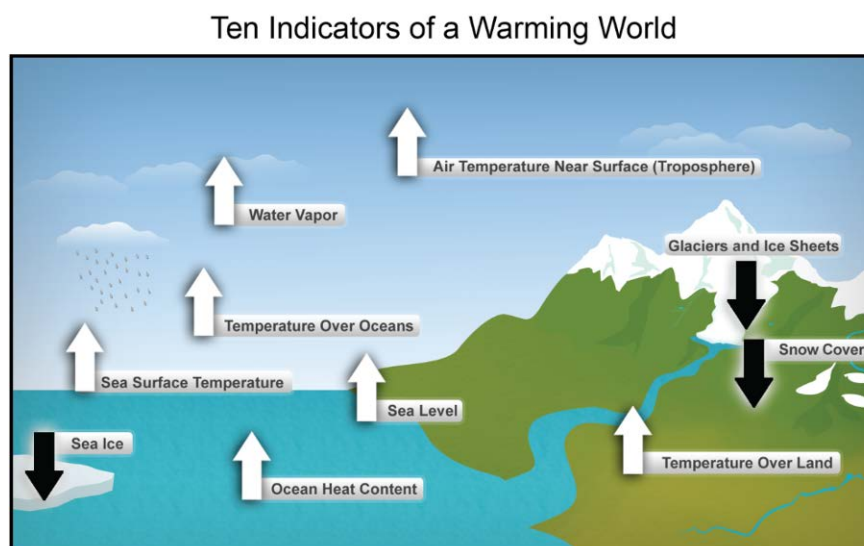 Ten Indicators of a Warming World
Air Temperature Near Surface (Troposphere)
Water Vapor
Glaciers and Ice Sheets
Temperature Over Oceans
Snow Cover
Sea Surface Temperature
Sea Level
Sea Ice
Temperature Over Land
Ocean Heat Content